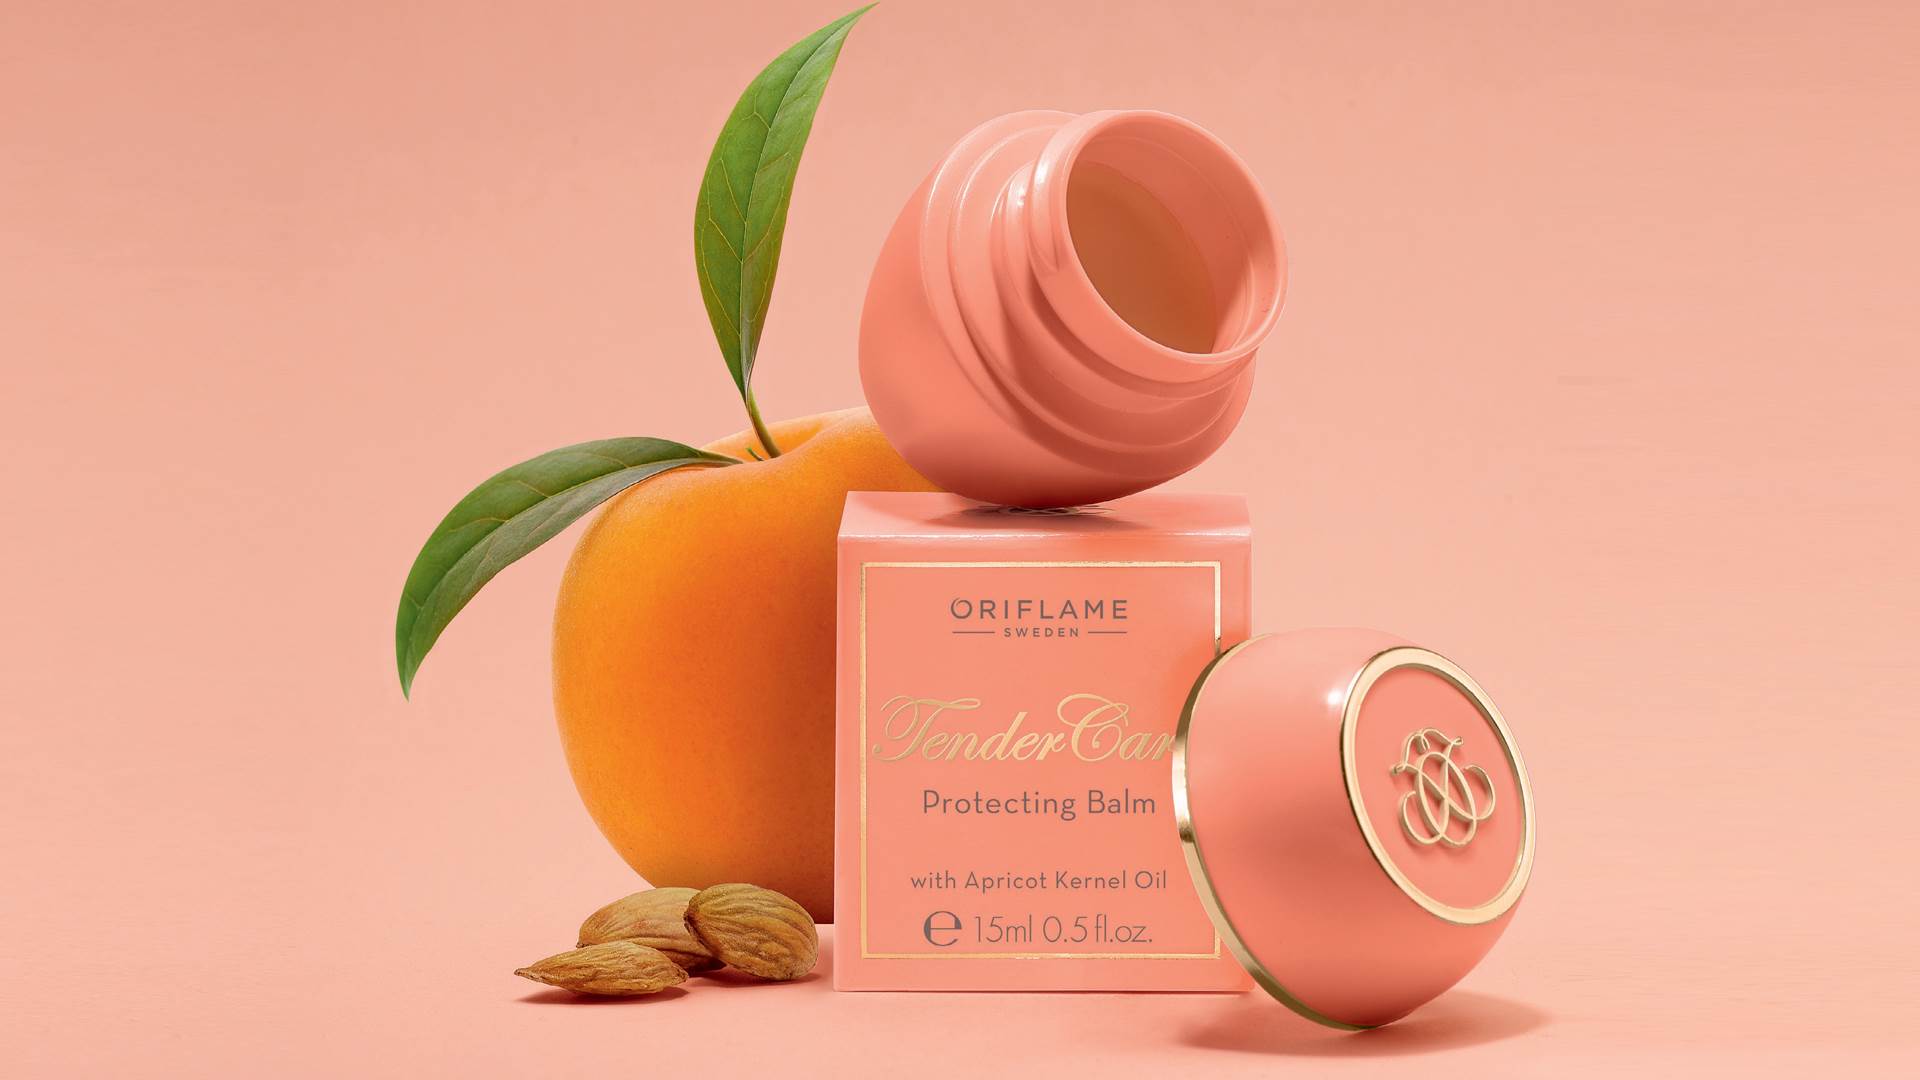 ORIFLAME
SWEDEN
Tender Car
Protecting Balm
with Apricot Kernel Oil
℮ 15ml 0.5 fl.oz.